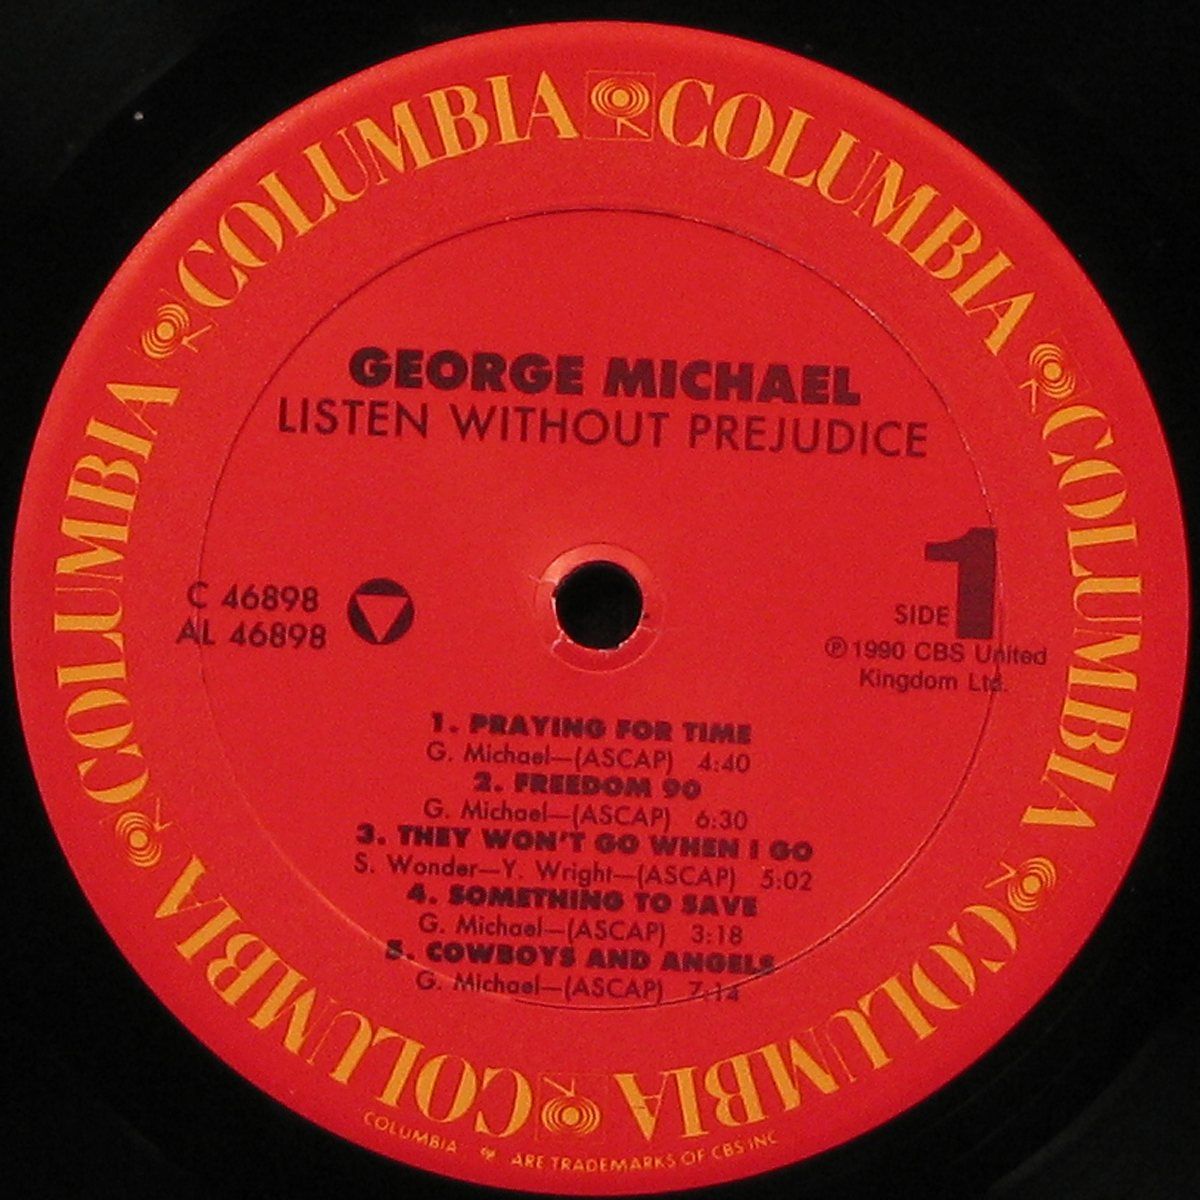 COLUMBIA COLUMBIA COLUMBIA COLUMBIA COLUMBIA COLUMBIA COLUMBIA
GEORGE MICHAEL
LISTEN WITHOUT PREJUDICE
C 46898
AL 46898
SIDE 1
℗ 1990 CBS United
Kingdom Ltd.
1. PRAYING FOR TIME
G. Michael—(ASCAP) 4:40
2. FREEDOM 90
G. Michael—(ASCAP) 6:30
3. THEY WON'T GO WHEN I GO
S. Wonder—Y. Wright—(ASCAP) 5:02
4. SOMETHING TO SAVE
G. Michael—(ASCAP) 3:18
5. COWBOYS AND ANGELS
G. Michael—(ASCAP) 7:14
COLUMBIA ARE TRADEMARKS OF CBS INC